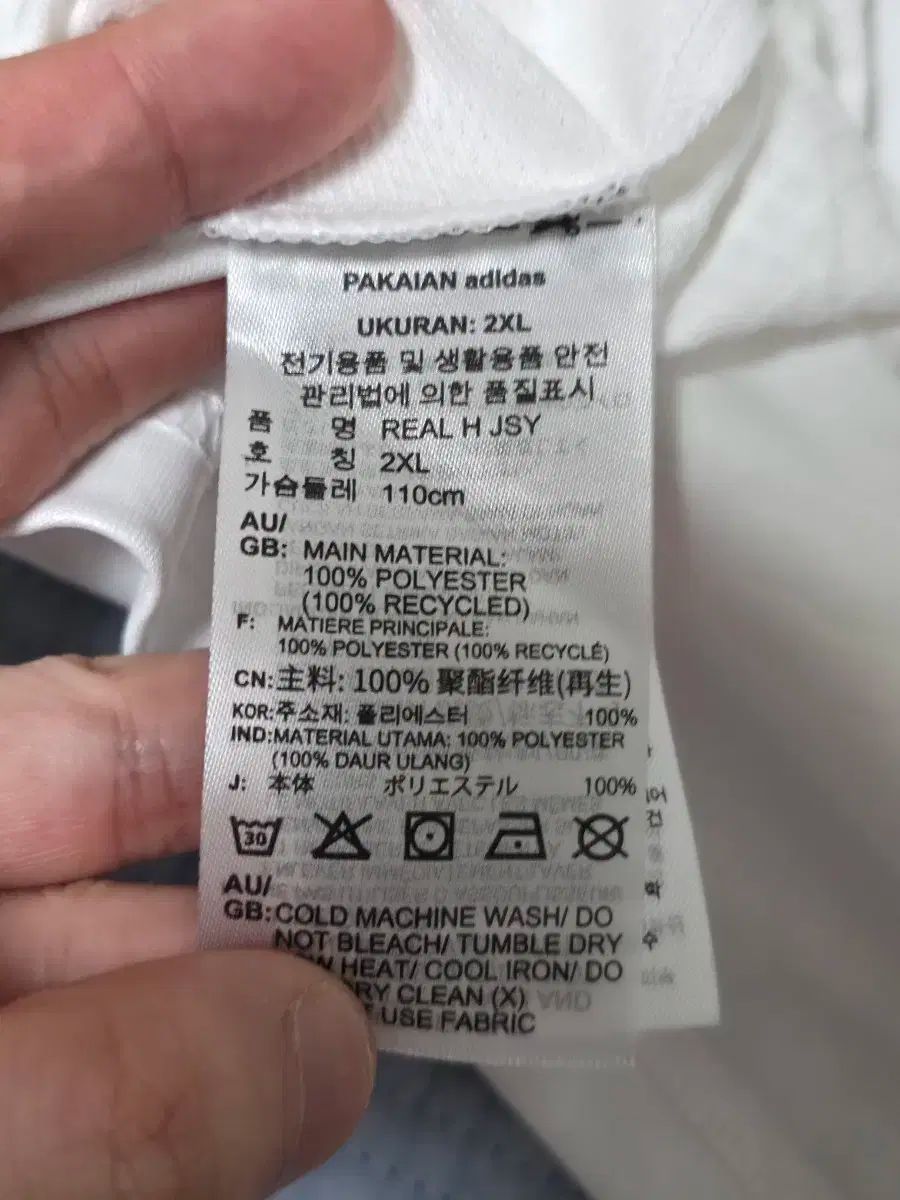 PAKAIAN adidas
UKURAN: 2XL
전기용품 및 생활용품 안전
관리법에 의한 품질표시
품 명 REAL H JSY
호 칭 2XL
가슴둘레 110cm
AU/
GB: MAIN MATERIAL:
100% POLYESTER
(100% RECYCLED)
F: MATIERE PRINCIPALE:
100% POLYESTER (100% RECYCLÉ)
CN:主料: 100% 聚酯纤维(再生)
KOR:주소재: 폴리에스터 100%
IND:MATERIAL UTAMA: 100% POLYESTER
(100% DAUR ULANG)
J: 本体 ポリエステル 100%
30
AU/
GB:COLD MACHINE WASH/ DO
NOT BLEACH/ TUMBLE DRY
HEAT/ COOL IRON/ DO
CLEAN (X)
USE FABRIC